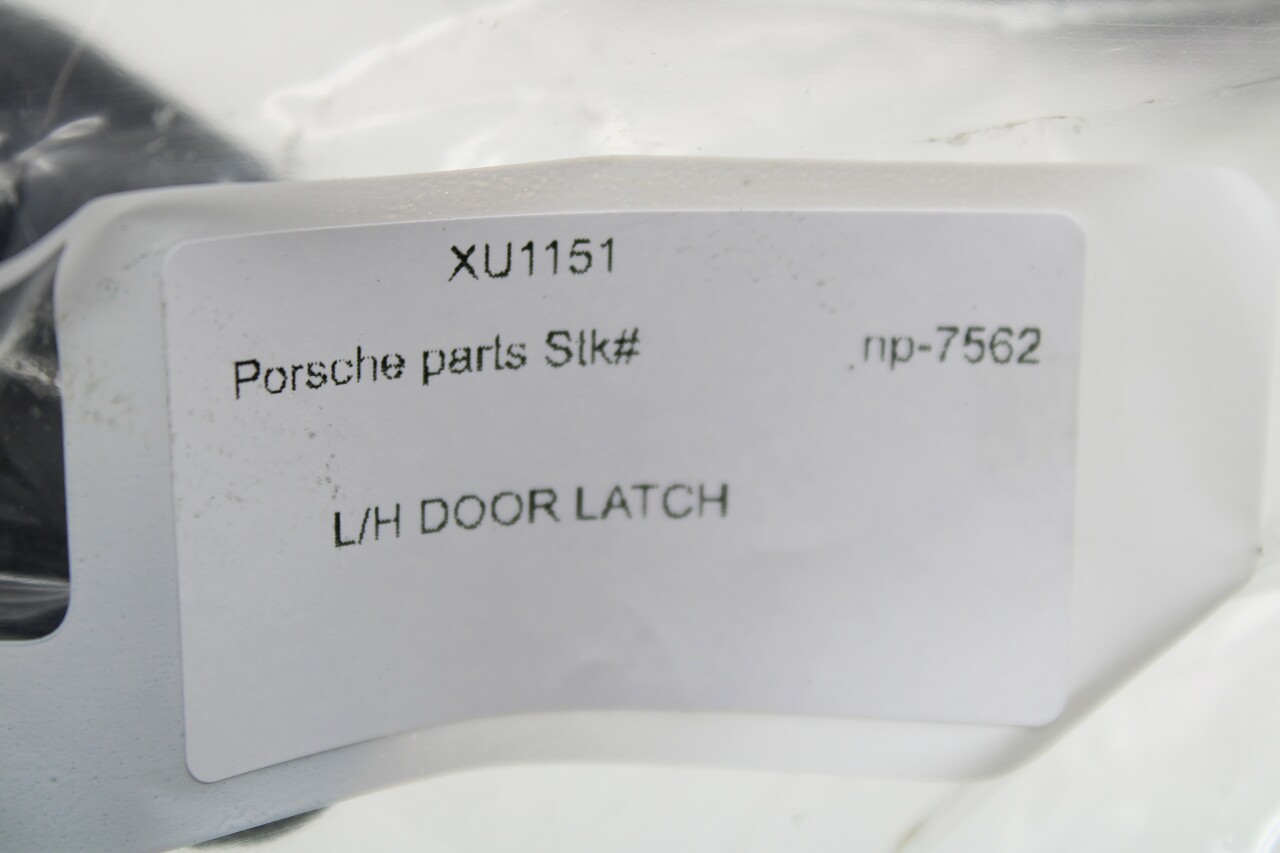 XU1151
Porsche parts Stk# np-7562
L/H DOOR LATCH